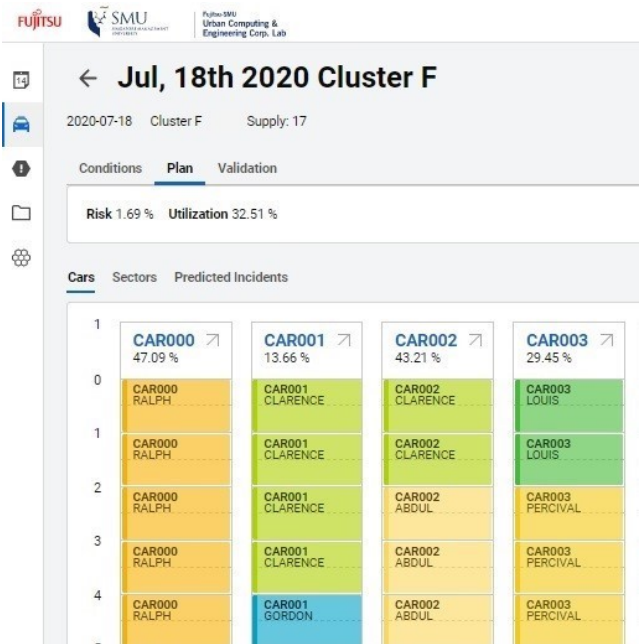 FUJITSU
SMU
SINGAPORE MANAGEMENT
UNIVERSITY
Fujitsu-SMU
Urban Computing &
Engineering Corp. Lab
14
← Jul, 18th 2020 Cluster F
2020-07-18 Cluster F Supply: 17
Conditions Plan Validation
Risk 1.69 % Utilization 32.51 %
Cars Sectors Predicted Incidents
1
CAR000 CAR001 CAR002 CAR003
47.09 % 13.66 % 43.21 % 29.45 %
0
CAR000 CAR001 CAR002 CAR003
RALPH CLARENCE CLARENCE LOUIS
1
CAR000 CAR001 CAR002 CAR003
RALPH CLARENCE CLARENCE LOUIS
2
CAR000 CAR001 CAR002 CAR003
RALPH CLARENCE ABDUL PERCIVAL
3
CAR000 CAR001 CAR002 CAR003
RALPH CLARENCE ABDUL PERCIVAL
4
CAR000 CAR001 CAR002 CAR003
RALPH GORDON ABDUL PERCIVAL